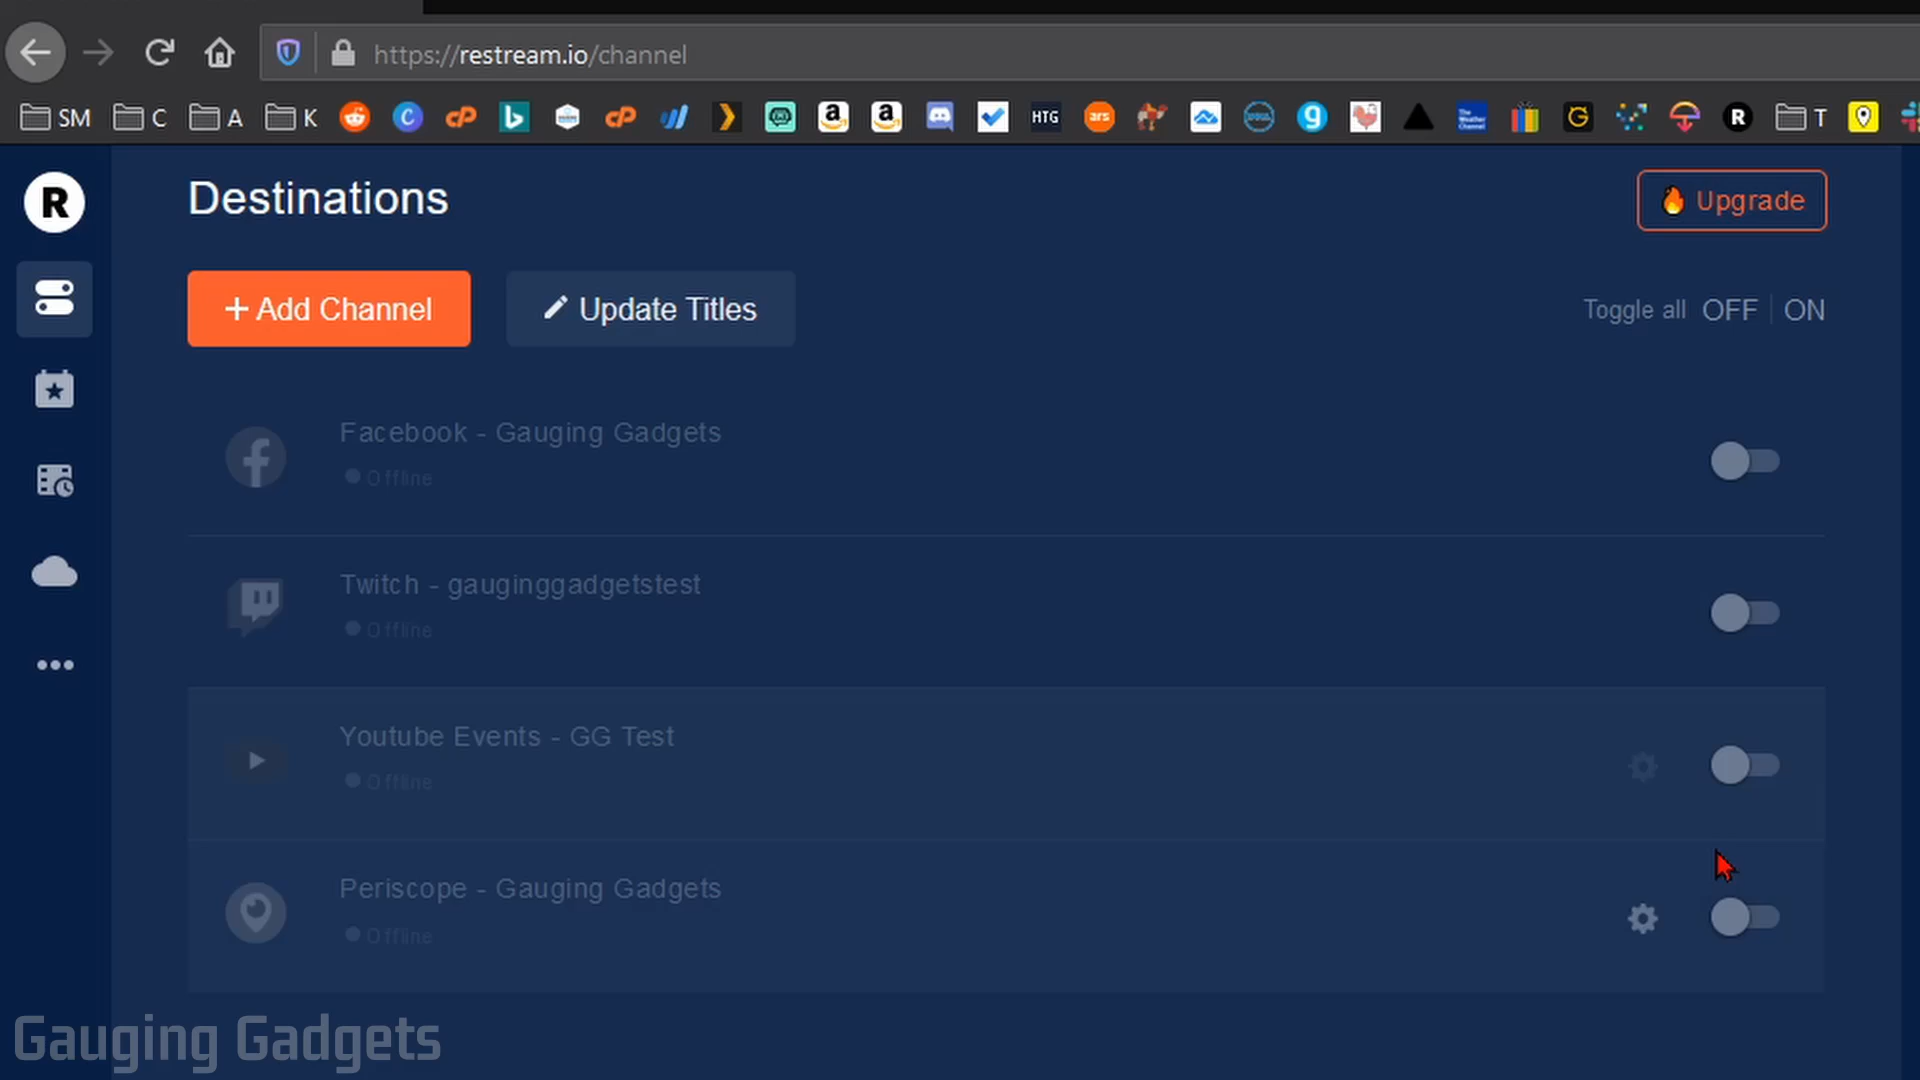 https://restream.io/channel
SM C A K HTG ars T
R
Destinations
Upgrade
+ Add Channel
Update Titles
Toggle all OFF | ON
Facebook - Gauging Gadgets
Offline
Twitch - gauginggadgetstest
Offline
Youtube Events - GG Test
Offline
Periscope - Gauging Gadgets
Offline
Gauging Gadgets